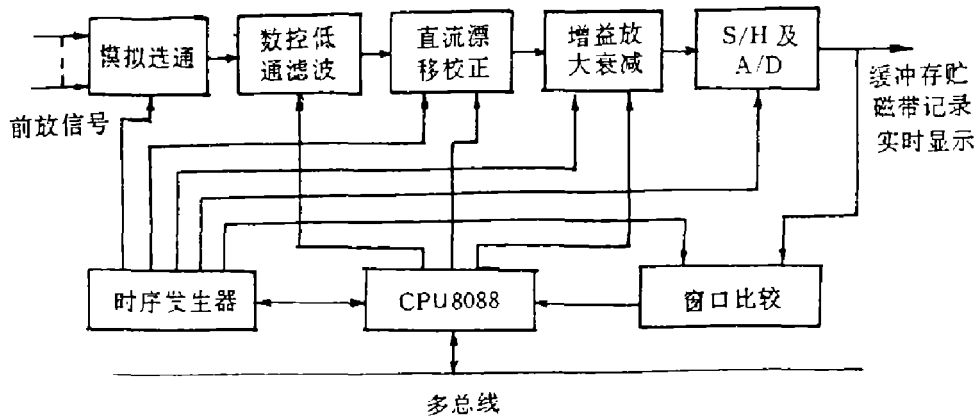 模拟选通
数控低
通滤波
直流漂
移校正
增益放
大衰减
S/H及
A/D
前放信号
缓冲存贮
磁带记录
实时显示
时序发生器
CPU8088
窗口比较
多总线